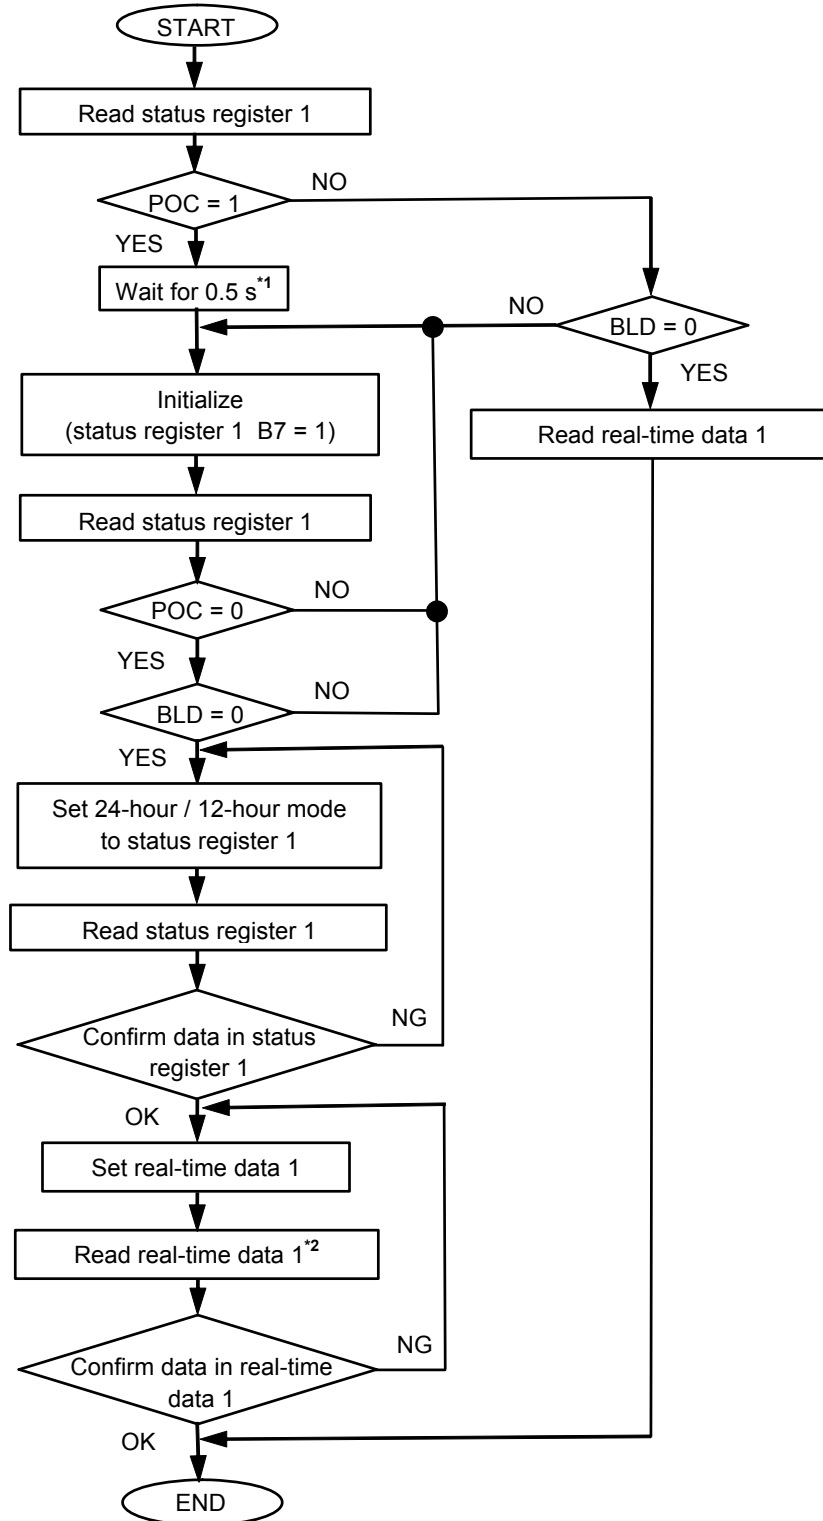 START
Read status register 1
POC = 1
NO
YES
Wait for 0.5 s*1
NO
BLD = 0
YES
Initialize
(status register 1  B7 = 1)
Read real-time data 1
Read status register 1
POC = 0
NO
YES
BLD = 0
NO
YES
Set 24-hour / 12-hour mode
to status register 1
Read status register 1
Confirm data in status
register 1
NG
OK
Set real-time data 1
Read real-time data 1*2
Confirm data in real-time
data 1
NG
OK
END